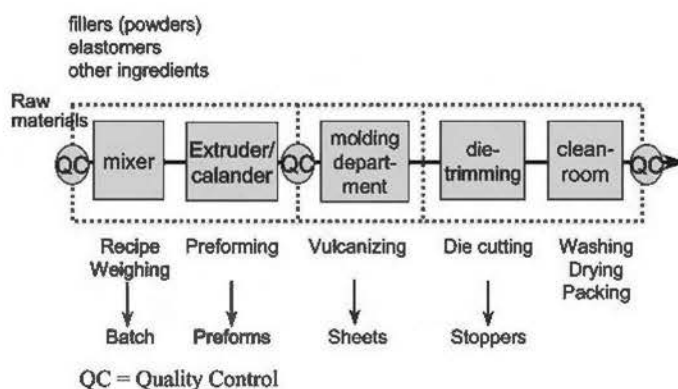 fillers (powders)
elastomers
other ingredients
Raw
materials
QC
mixer
Extruder/
calander
QC
molding
depart-
ment
die-
trimming
clean-
room
QC
Recipe
Weighing
Preforming
Vulcanizing
Die cutting
Washing
Drying
Packing
Batch
Preforms
Sheets
Stoppers
QC = Quality Control